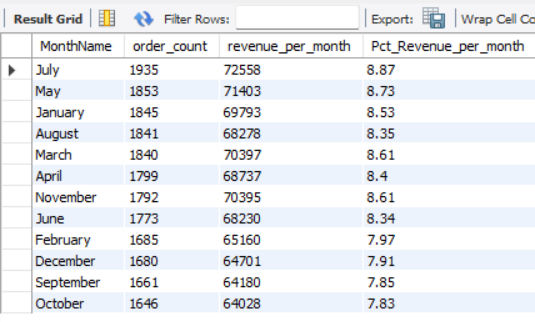 Result Grid Filter Rows: Export: Wrap Cell Co
MonthName order_count revenue_per_month Pct_Revenue_per_month
July 1935 72558 8.87
May 1853 71403 8.73
January 1845 69793 8.53
August 1841 68278 8.35
March 1840 70397 8.61
April 1799 68737 8.4
November 1792 70395 8.61
June 1773 68230 8.34
February 1685 65160 7.97
December 1680 64701 7.91
September 1661 64180 7.85
October 1646 64028 7.83